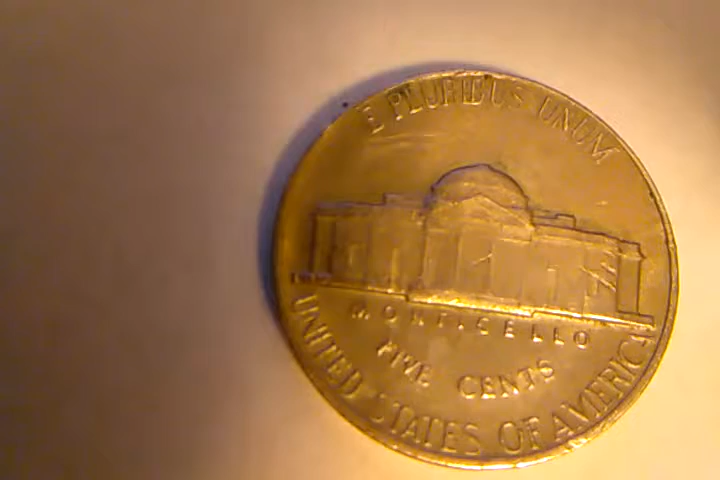 E PLURIBUS UNUM
MONTICELLO
FIVE CENTS
UNITED STATES OF AMERICA